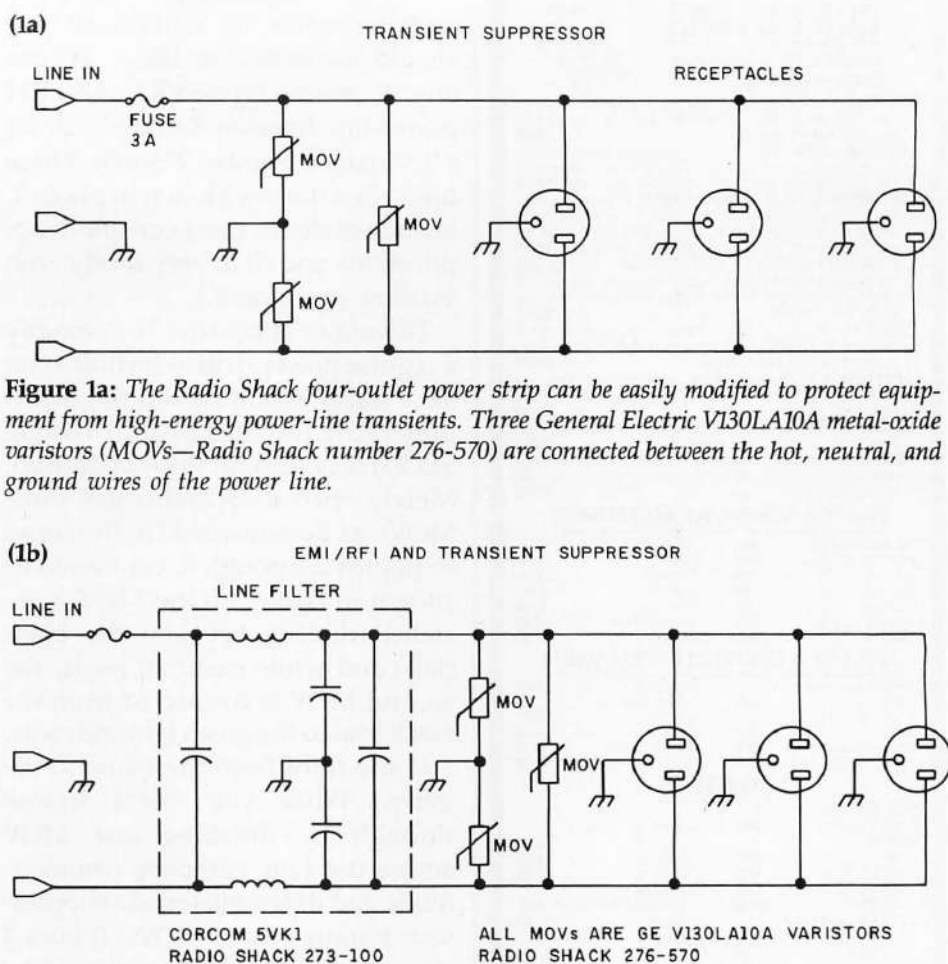 (1a)
TRANSIENT SUPPRESSOR
LINE IN
RECEPTACLES
FUSE
3A
MOV
MOV
MOV
Figure 1a: The Radio Shack four-outlet power strip can be easily modified to protect equip-
ment from high-energy power-line transients. Three General Electric V130LA10A metal-oxide
varistors (MOVs—Radio Shack number 276-570) are connected between the hot, neutral, and
ground wires of the power line.
(1b)
EMI/RFI AND TRANSIENT SUPPRESSOR
LINE FILTER
LINE IN
MOV
MOV
MOV
CORCOM 5VK1
RADIO SHACK 273-100
ALL MOVs ARE GE V130LA10A VARISTORS
RADIO SHACK 276-570